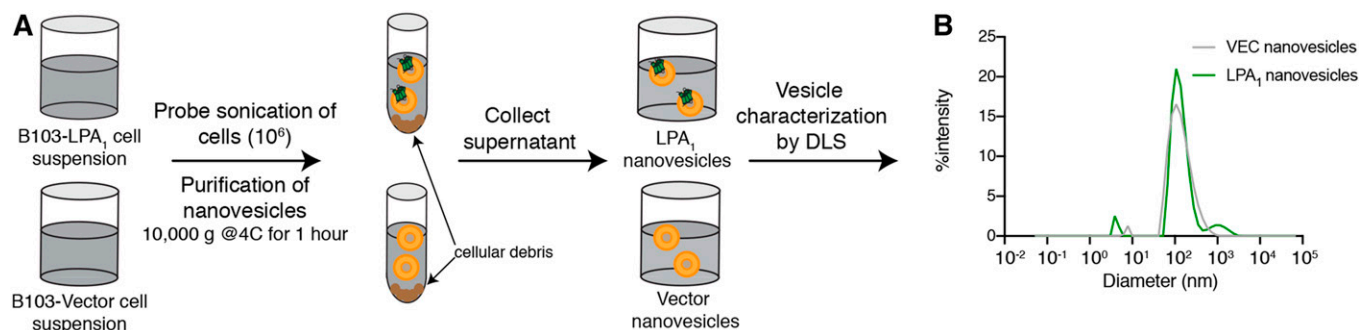 A
B103-LPA₁ cell
suspension
B103-Vector cell
suspension
Probe sonication of
cells (10⁶)
Purification of
nanovesicles
10,000 g @4C for 1 hour
cellular debris
Collect
supernatant
LPA₁
nanovesicles
Vector
nanovesicles
Vesicle
characterization
by DLS
B
VEC nanovesicles
LPA₁ nanovesicles
%intensity
25
20
15
10
5
0
10⁻² 10⁻¹ 10⁰ 10¹ 10² 10³ 10⁴ 10⁵
Diameter (nm)